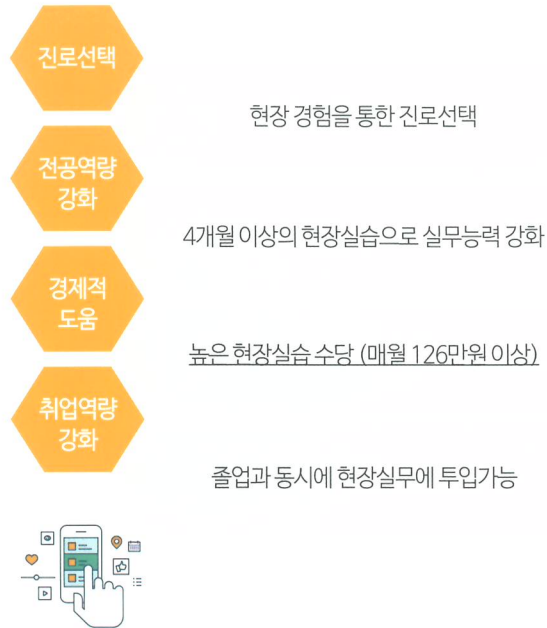 진로선택
현장 경험을 통한 진로선택
전공역량
강화
4개월 이상의 현장실습으로 실무능력 강화
경제적
도움
높은 현장실습 수당 (매월 126만원 이상)
취업역량
강화
졸업과 동시에 현장실무에 투입가능